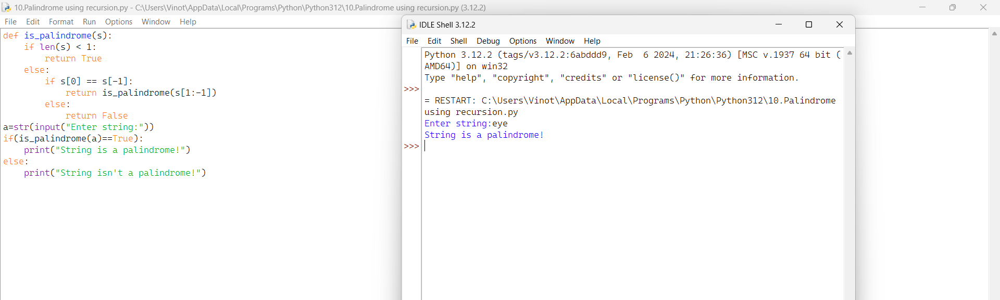 10.Palindrome using recursion.py - C:\Users\Vinot\AppData\Local\Programs\Python\Python312\10.Palindrome using recursion.py (3.12.2)
File Edit Format Run Options Window Help
def is_palindrome(s):
    if len(s) < 1:
        return True
    else:
        if s[0] == s[-1]:
            return is_palindrome(s[1:-1])
        else:
            return False
a=str(input("Enter string:"))
if(is_palindrome(a)==True):
    print("String is a palindrome!")
else:
    print("String isn't a palindrome!")
IDLE Shell 3.12.2
File Edit Shell Debug Options Window Help
Python 3.12.2 (tags/v3.12.2:6abddd9, Feb  6 2024, 21:26:36) [MSC v.1937 64 bit (
AMD64)] on win32
Type "help", "copyright", "credits" or "license()" for more information.
>>>
= RESTART: C:\Users\Vinot\AppData\Local\Programs\Python\Python312\10.Palindrome
using recursion.py
Enter string:eye
String is a palindrome!
>>>